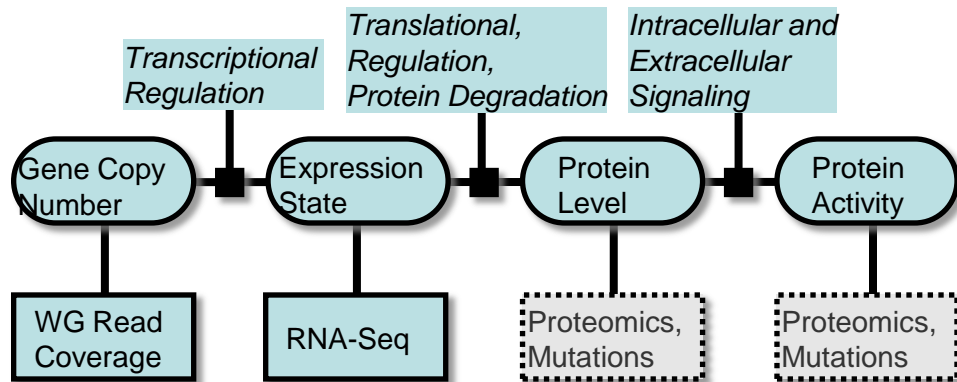 Transcriptional
Regulation
Translational,
Regulation,
Protein Degradation
Intracellular and
Extracellular
Signaling
Gene Copy
Number
Expression
State
Protein
Level
Protein
Activity
WG Read
Coverage
RNA-Seq
Proteomics,
Mutations
Proteomics,
Mutations